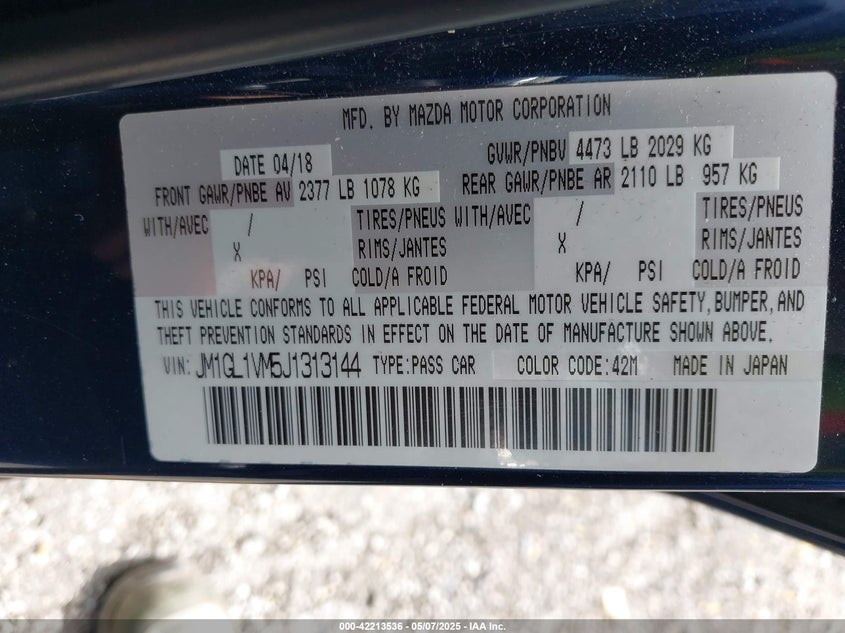 MFD. BY MAZDA MOTOR CORPORATION
DATE 04/18 GVWR/PNBV 4473 LB 2029 KG
FRONT GAWR/PNBE AV 2377 LB 1078 KG REAR GAWR/PNBE AR 2110 LB 957 KG
WITH/AVEC / TIRES/PNEUS WITH/AVEC / TIRES/PNEUS
X RIMS/JANTES X RIMS/JANTES
KPA/ PSI COLD/A FROID KPA/ PSI COLD/A FROID
THIS VEHICLE CONFORMS TO ALL APPLICABLE FEDERAL MOTOR VEHICLE SAFETY, BUMPER, AND
THEFT PREVENTION STANDARDS IN EFFECT ON THE DATE OF MANUFACTURE SHOWN ABOVE.
VIN: JM1GL1VM5J1313144 TYPE:PASS CAR COLOR CODE:42M MADE IN JAPAN
000-42213536 - 05/07/2025 - IAA Inc.